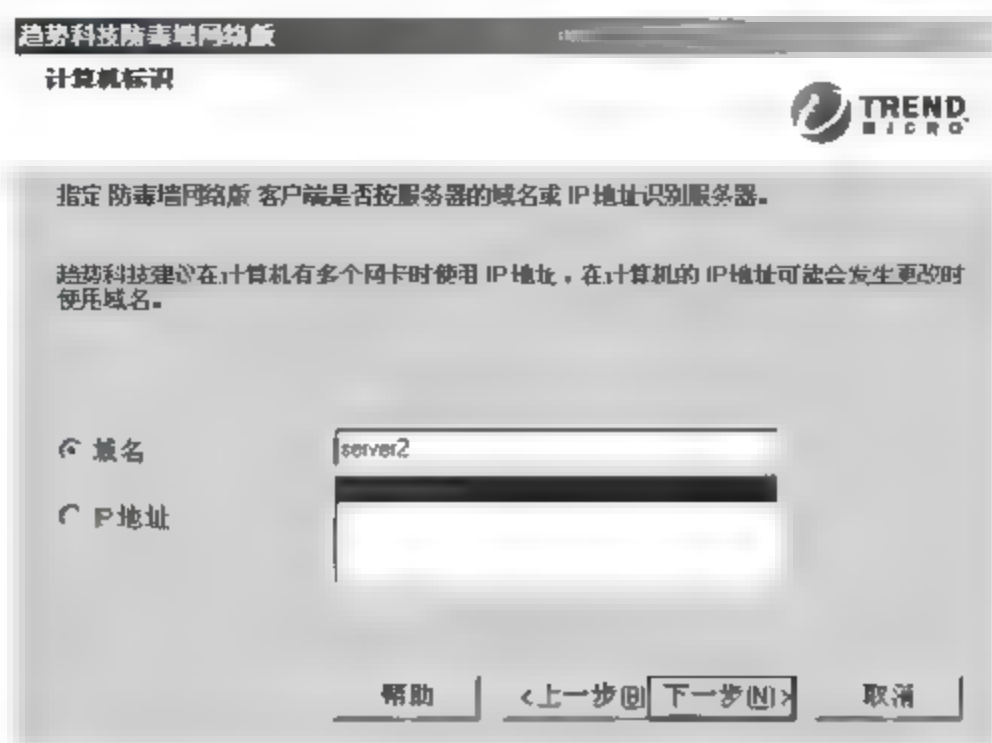 趋势科技防毒墙网络版
计算机标识
TREND
MICRO
指定 防毒墙网络版 客户端是否按服务器的域名或 IP 地址识别服务器。
趋势科技建议在计算机有多个网卡时使用 IP 地址，在计算机的 IP 地址可能会发生更改时
使用域名。
域名
server2
IP 地址
帮助
<上一步(B)
下一步(N)>
取消